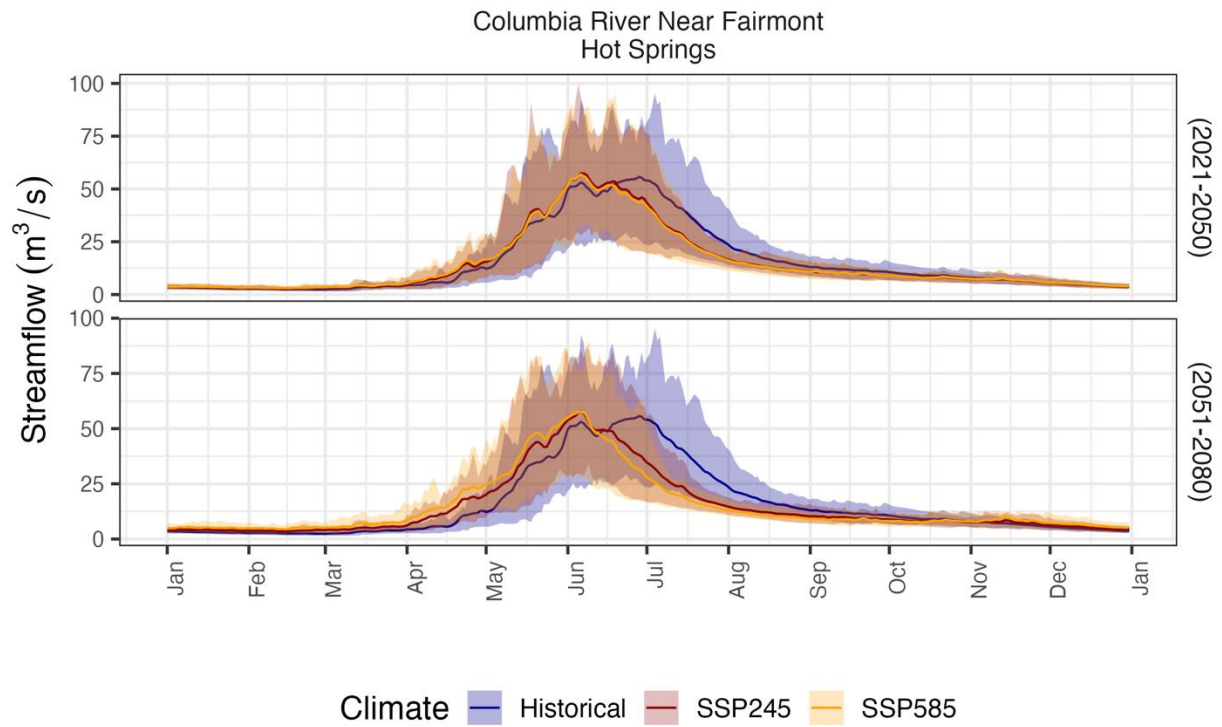 Columbia River Near Fairmont
Hot Springs
Streamflow (m³/s)
100
75
50
25
0
(2021-2050)
100
75
50
25
0
(2051-2080)
Jan
Feb
Mar
Apr
May
Jun
Jul
Aug
Sep
Oct
Nov
Dec
Jan
Climate Historical SSP245 SSP585